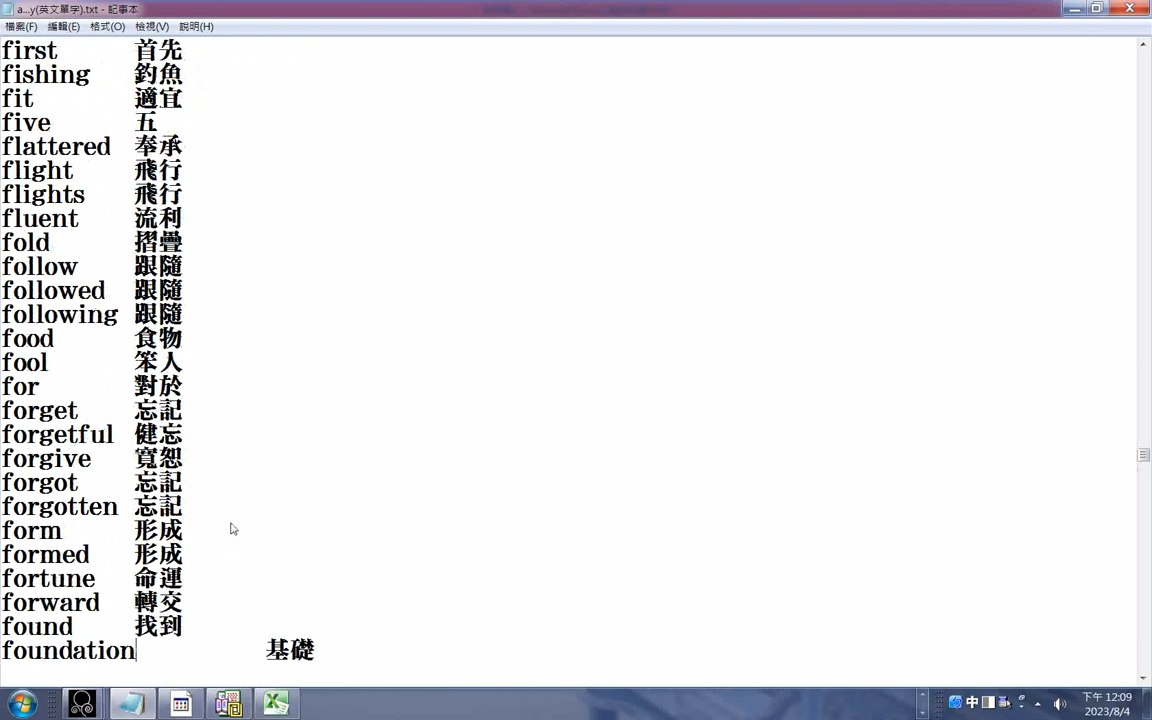 a...y(英文單字).txt - 記事本
檔案(F) 編輯(E) 格式(O) 檢視(V) 說明(H)
first 首先
fishing 釣魚
fit 適宜
five 五
flattered 奉承
flight 飛行
flights 飛行
fluent 流利
fold 摺疊
follow 跟隨
followed 跟隨
following 跟隨
food 食物
fool 笨人
for 對於
forget 忘記
forgetful 健忘
forgive 寬恕
forgot 忘記
forgotten 忘記
form 形成
formed 形成
fortune 命運
forward 轉交
found 找到
foundation 基礎
中
下午 12:09
2023/8/4